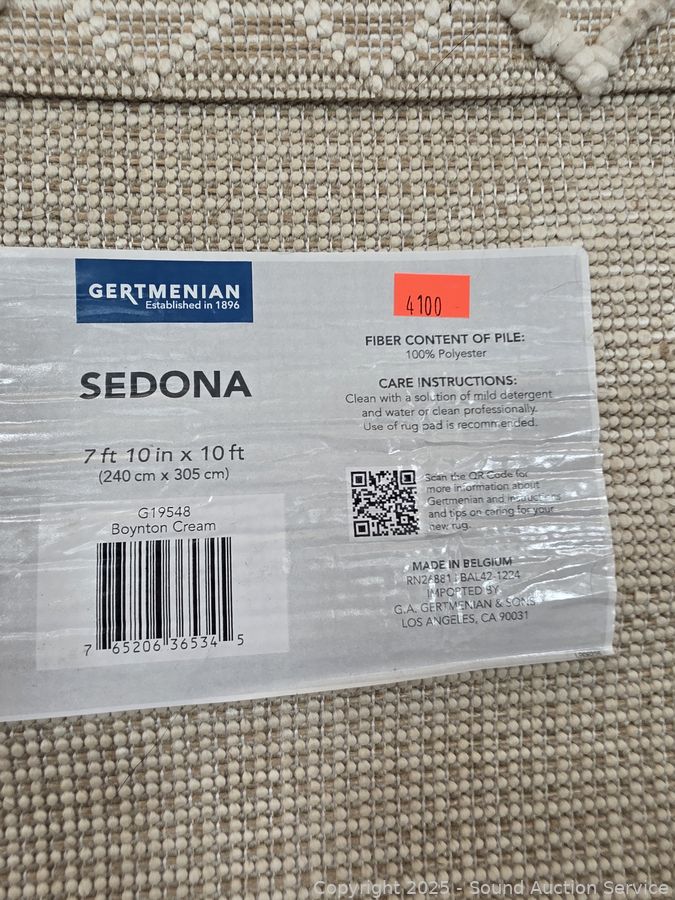 GERTMENIAN
Established in 1896
4100
SEDONA
FIBER CONTENT OF PILE:
100% Polyester
CARE INSTRUCTIONS:
Clean with a solution of mild detergent
and water or clean professionally.
Use of rug pad is recommended.
7 ft 10 in x 10 ft
(240 cm x 305 cm)
G19548
Boynton Cream
7 65206 36534 5
Scan the QR Code for
more information about
Gertmenian and instructions
and tips on caring for your
new rug.
MADE IN BELGIUM
RN26881 BAL42-1224
IMPORTED BY
G.A. GERTMENIAN & SONS
LOS ANGELES, CA 90031
Copyright 2025 - Sound Auction Service